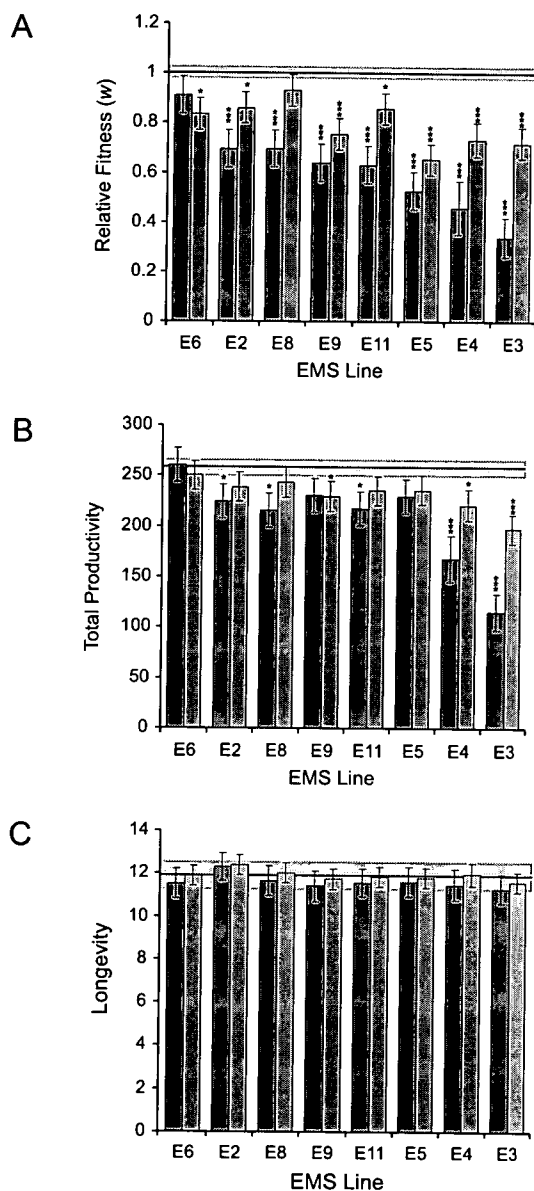 A
Relative Fitness (w)
1.2
1
0.8
0.6
0.4
0.2
0
* *** * *** *** *** *** * *** *** *** *** *** ***
E6 E2 E8 E9 E11 E5 E4 E3
EMS Line
B
Total Productivity
300
250
200
150
100
50
0
* * * * *** * *** ***
E6 E2 E8 E9 E11 E5 E4 E3
EMS Line
C
Longevity
14
12
10
8
6
4
2
0
E6 E2 E8 E9 E11 E5 E4 E3
EMS Line